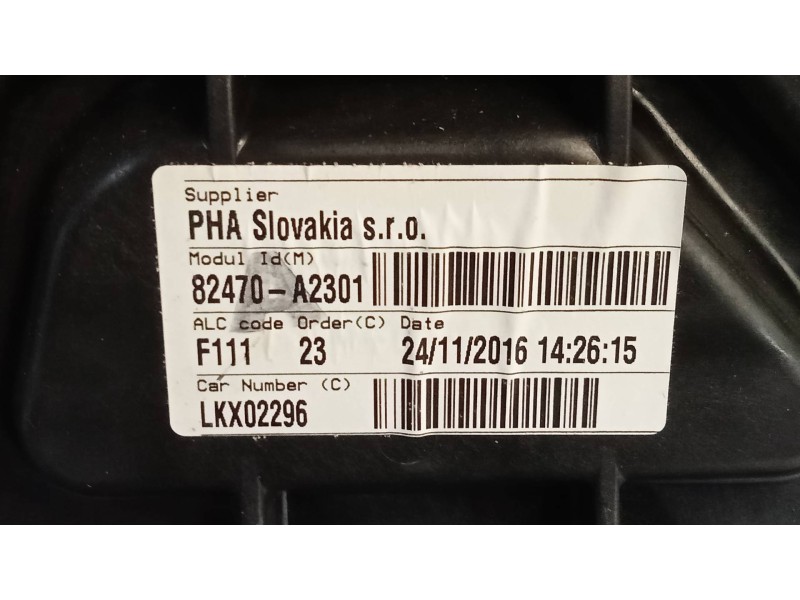 Supplier
PHA Slovakia s.r.o.
Modul Id(M)
82470-A2301
ALC code Order(C) Date
F111 23 24/11/2016 14:26:15
Car Number (C)
LKX02296